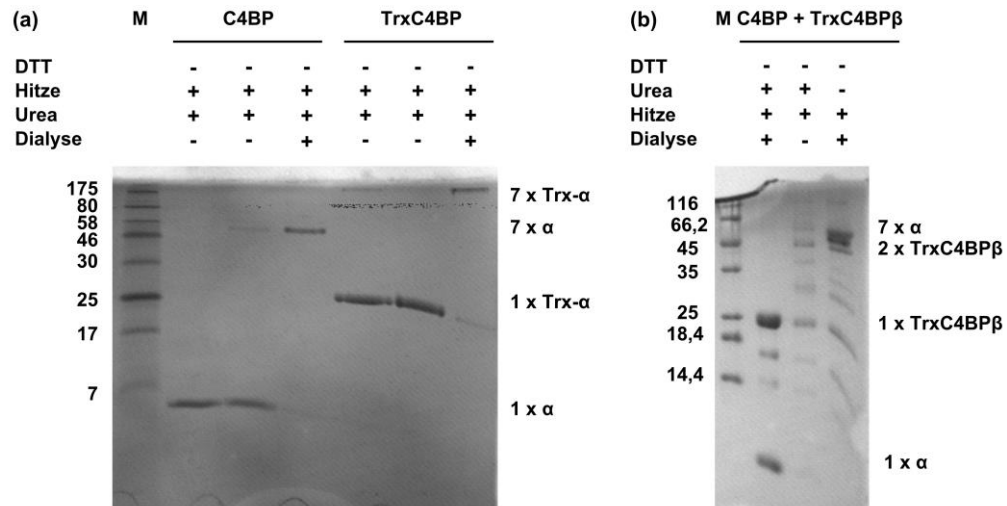 (a) M C4BP TrxC4BP
DTT - - - - - -
Hitze + + + + + +
Urea + + + + + +
Dialyse - - + - - +
175
80
58
46
30
25
17
7
7 x Trx-α
7 x α
1 x Trx-α
1 x α
(b) M C4BP + TrxC4BPβ
DTT - - -
Urea + + -
Hitze + + +
Dialyse + - +
116
66,2
45
35
25
18,4
14,4
7 x α
2 x TrxC4BPβ
1 x TrxC4BPβ
1 x α